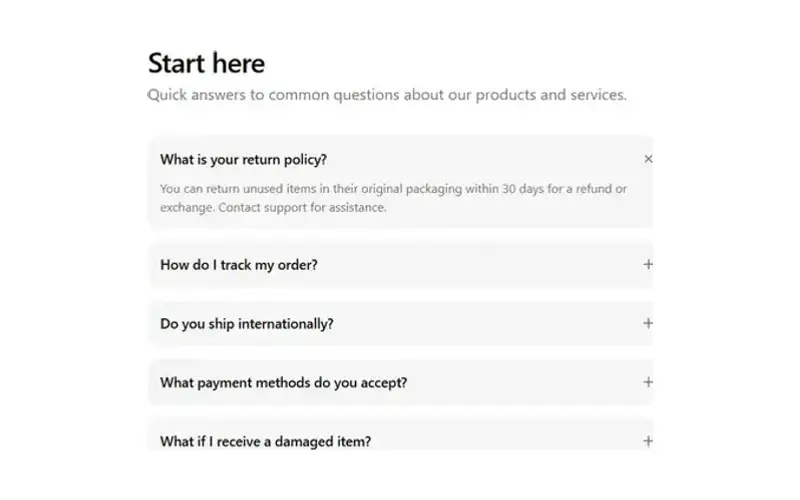 Start here
Quick answers to common questions about our products and services.
What is your return policy?
You can return unused items in their original packaging within 30 days for a refund or
exchange. Contact support for assistance.
How do I track my order?
Do you ship internationally?
What payment methods do you accept?
What if I receive a damaged item?